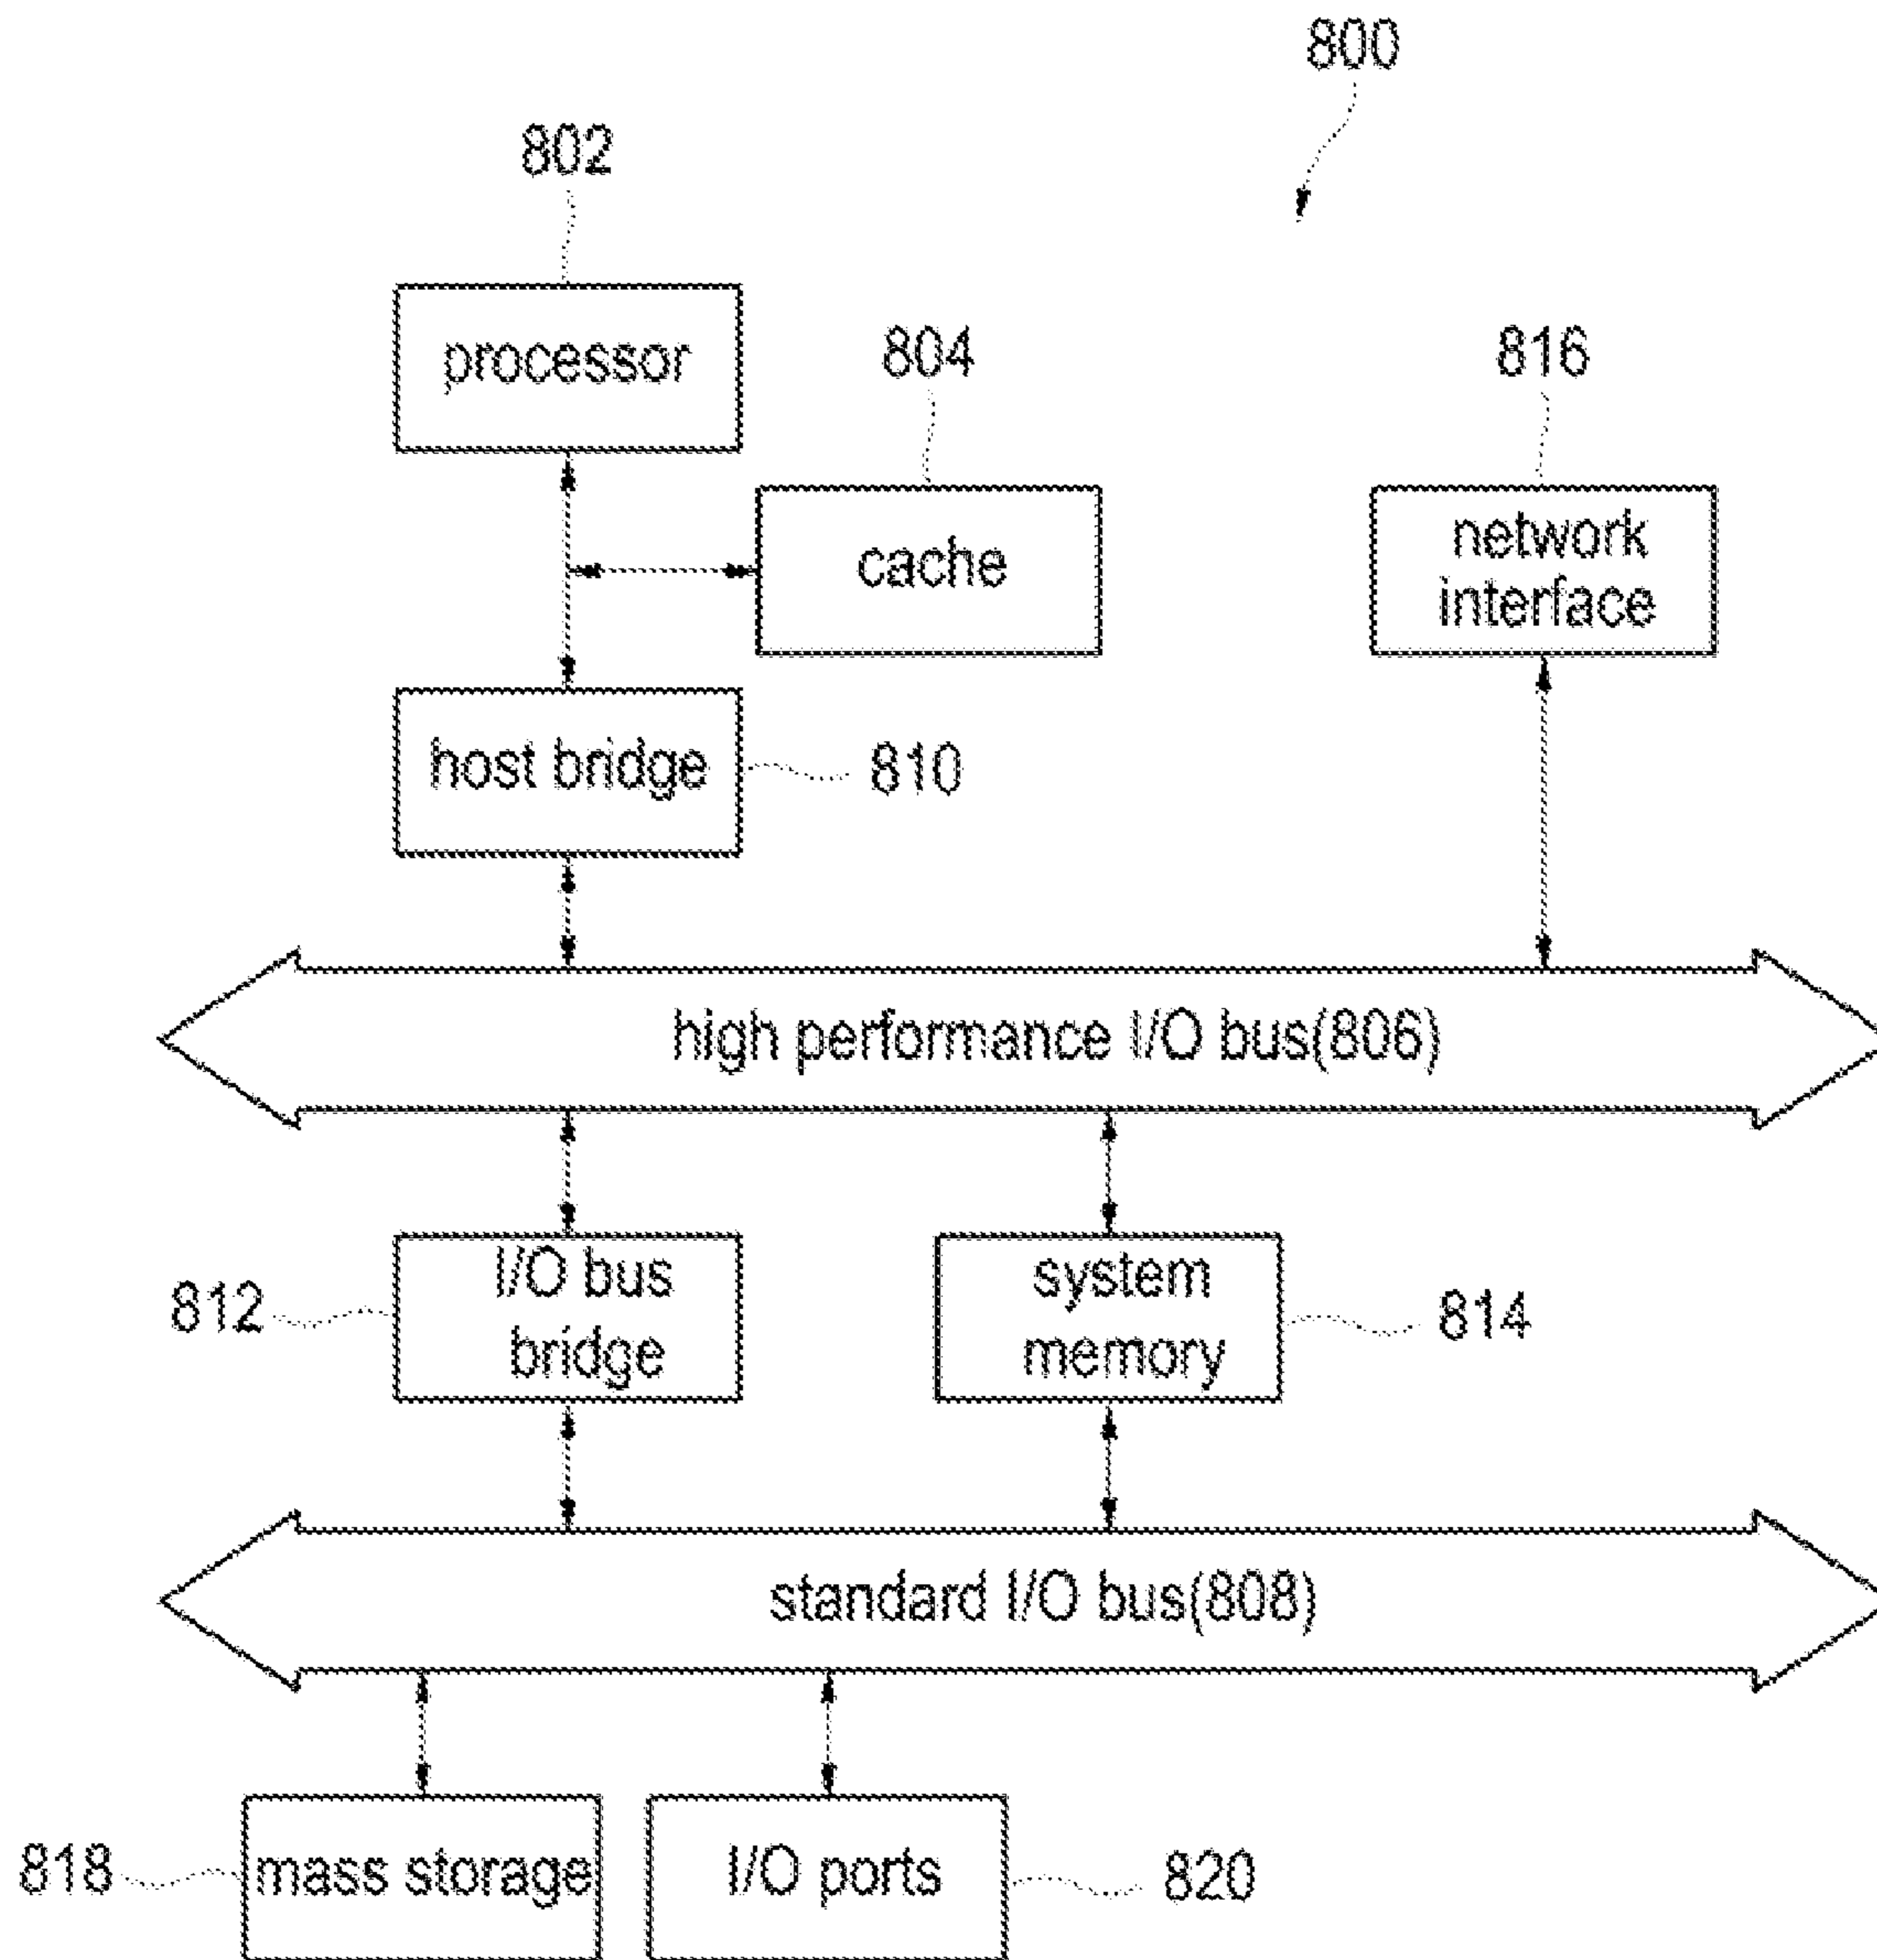 800
802
processor
804
816
cache
network
interface
host bridge
810
high performance I/O bus(806)
812
I/O bus
bridge
system
memory
814
standard I/O bus(808)
818
mass storage
I/O ports
820